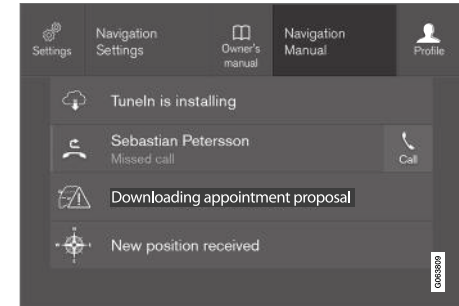 Settings
Navigation
Settings
Owner's
manual
Navigation
Manual
Profile
TuneIn is installing
Sebastian Petersson
Missed call
Call
Downloading appointment proposal
New position received
G063809